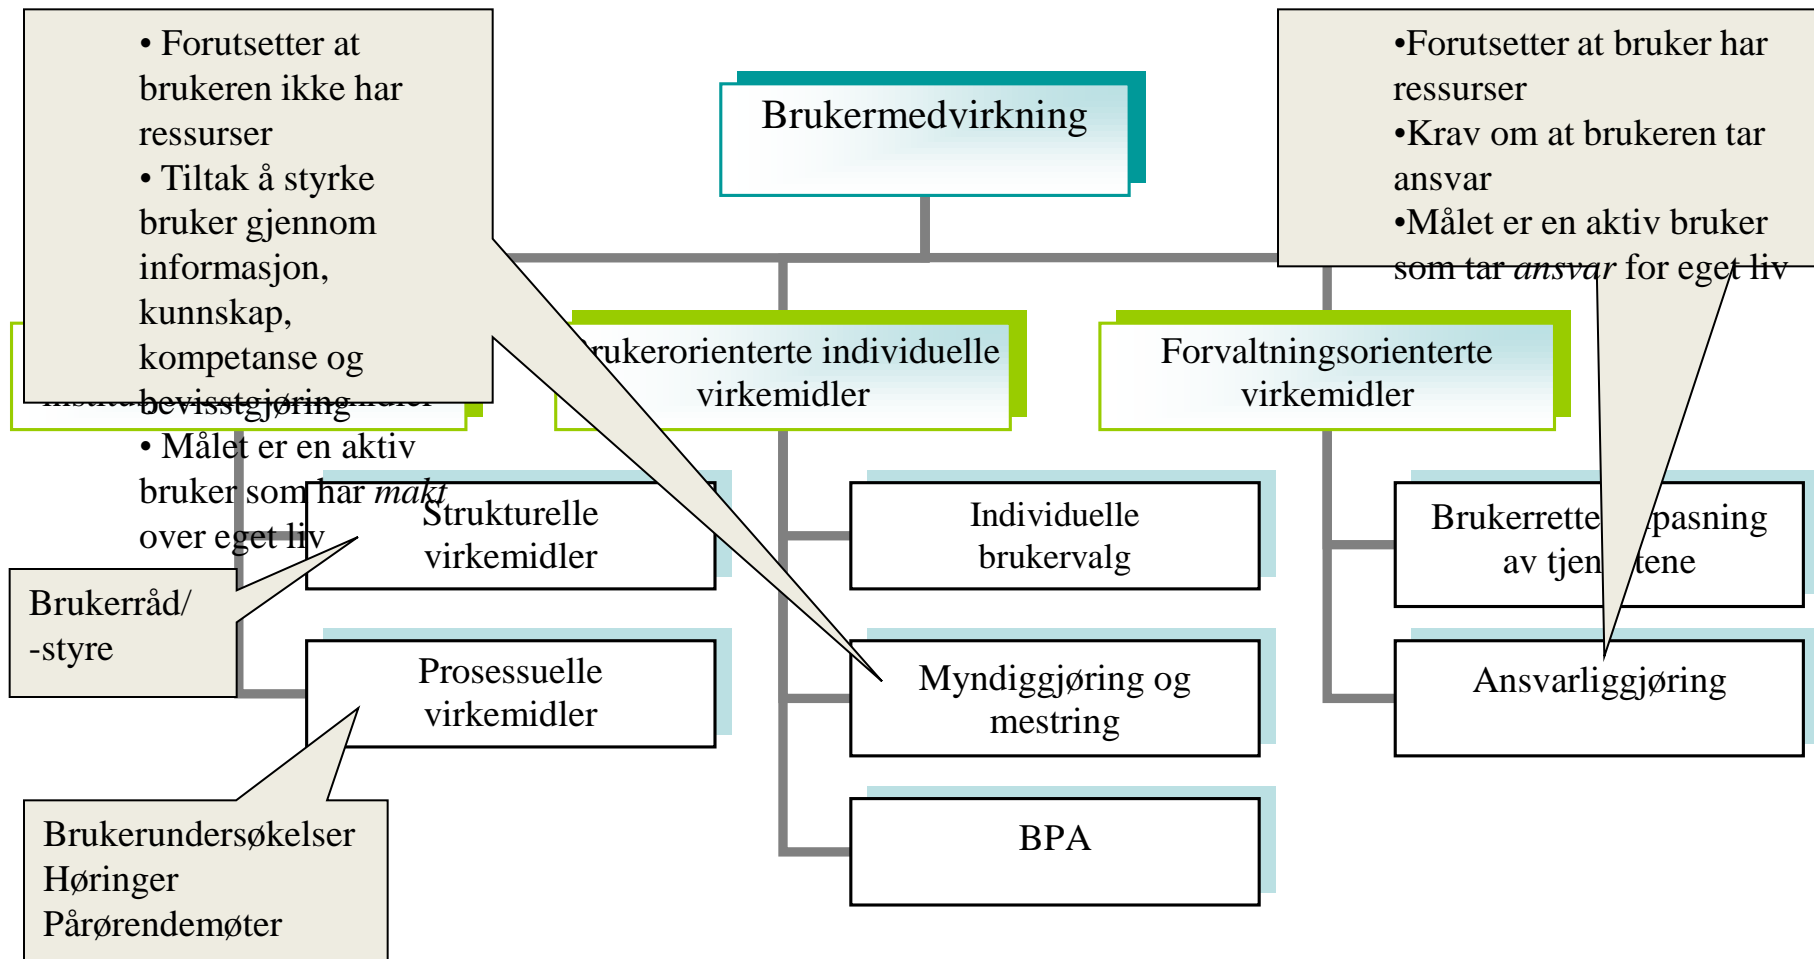 • Forutsetter at
brukeren ikke har
ressurser
• Tiltak å styrke
bruker gjennom
informasjon,
kunnskap,
kompetanse og
bevisstgjøring
• Målet er en aktiv
bruker som har makt
over eget liv
Brukermedvirkning
•Forutsetter at bruker har
ressurser
•Krav om at brukeren tar
ansvar
•Målet er en aktiv bruker
som tar ansvar for eget liv
individuelle
virkemidler
Forvaltningsorienterte
virkemidler
Strukturelle
virkemidler
Prosessuelle
virkemidler
Brukerråd/
-styre
Brukerundersøkelser
Høringer
Pårørendemøter
Individuelle
brukervalg
Myndiggjøring og
mestring
BPA
av
Ansvarliggjøring